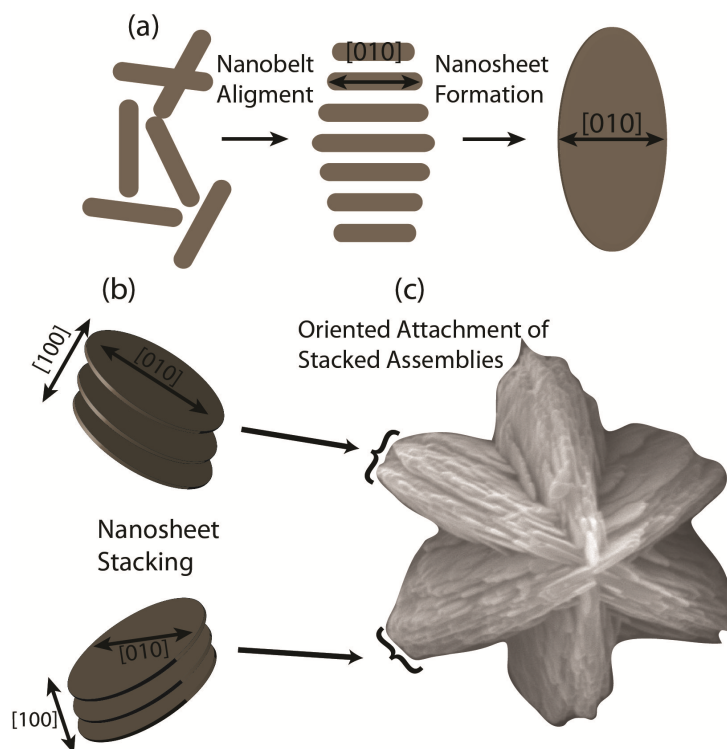 (a)
Nanobelt
Aligment
[010]
Nanosheet
Formation
[010]
(b)
(c)
Oriented Attachment of
Stacked Assemblies
[100]
[010]
Nanosheet
Stacking
[010]
[100]